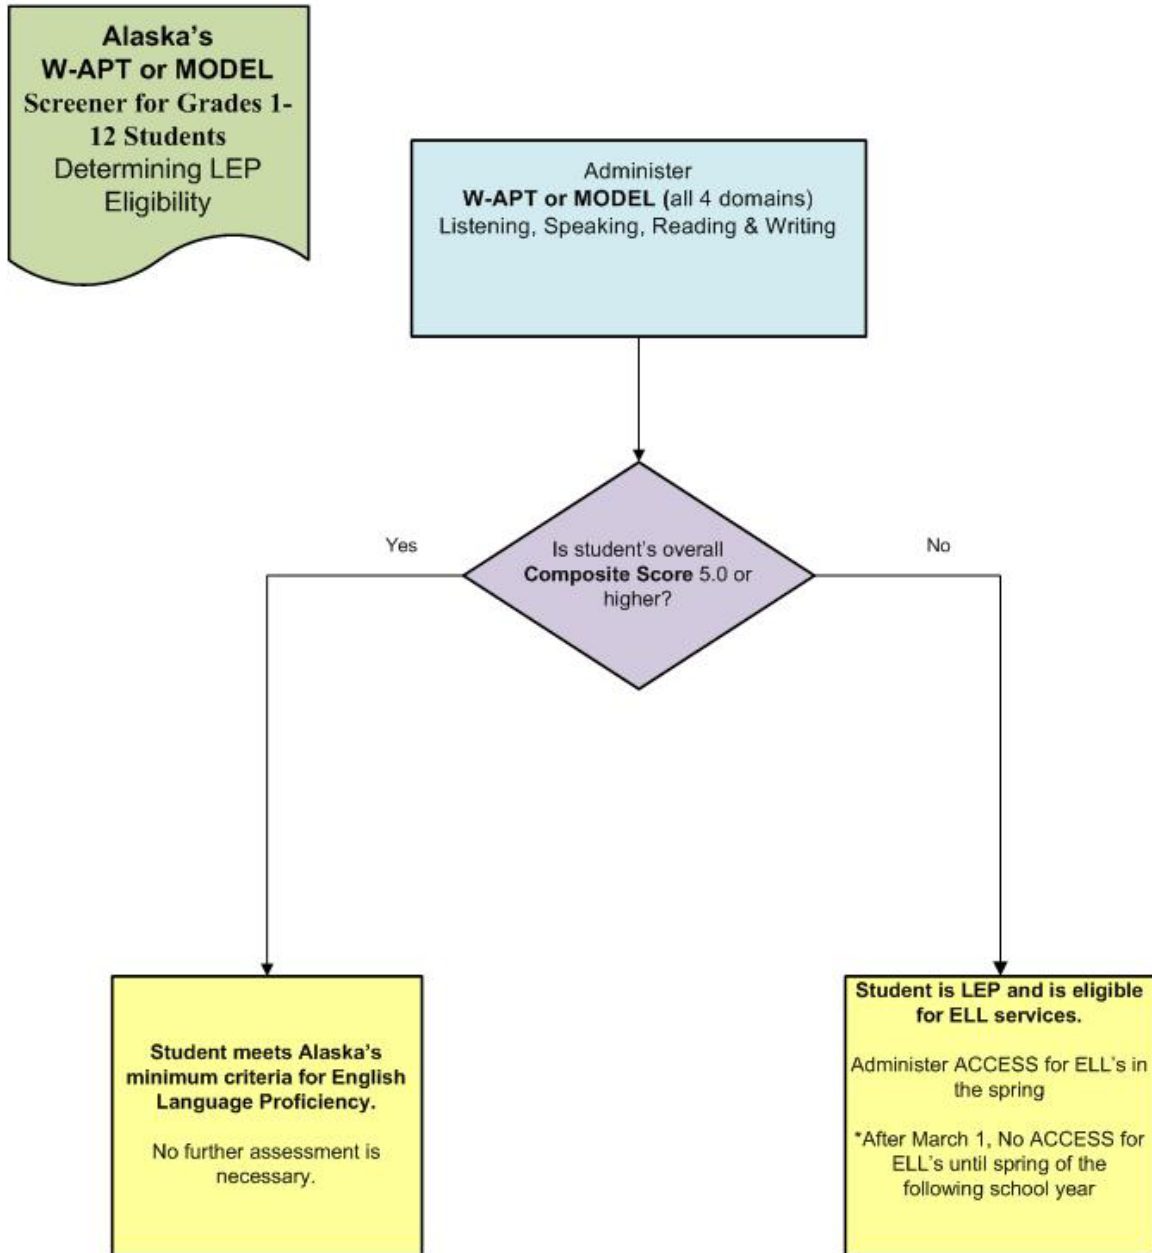 Alaska's
W-APT or MODEL
Screener for Grades 1-
12 Students
Determining LEP
Eligibility
Administer
W-APT or MODEL (all 4 domains)
Listening, Speaking, Reading & Writing
Is student's overall
Composite Score 5.0 or
higher?
Yes
No
Student meets Alaska's
minimum criteria for English
Language Proficiency.
No further assessment is
necessary.
Student is LEP and is eligible
for ELL services.
Administer ACCESS for ELL's in
the spring
*After March 1, No ACCESS for
ELL's until spring of the
following school year